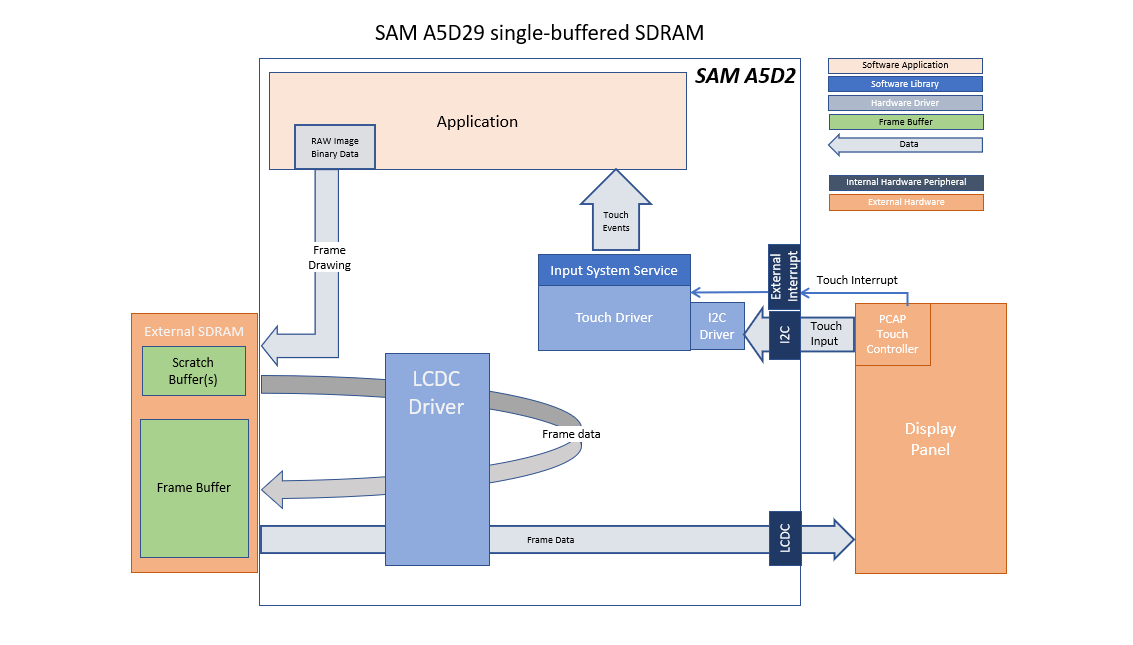 SAM A5D29 single-buffered SDRAM
SAM A5D2
Software Application
Software Library
Hardware Driver
Frame Buffer
Data
Internal Hardware Peripheral
External Hardware
Application
RAW Image
Binary Data
Touch
Events
Frame
Drawing
Input System Service
Touch Driver
I2C
Driver
External
Interrupt
Touch Interrupt
I2C
Touch
Input
PCAP
Touch
Controller
Display
Panel
External SDRAM
Scratch
Buffer(s)
Frame Buffer
LCDC
Driver
Frame data
Frame Data
LCDC